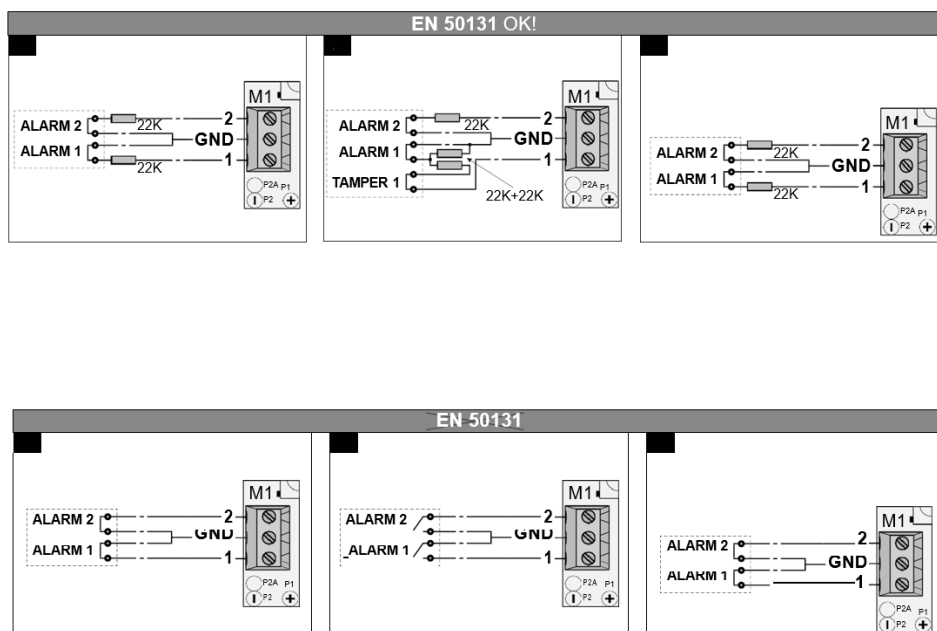 EN 50131 OK!
M1
ALARM 2
22K
2
GND
ALARM 1
22K
1
P2A P1
P2
M1
ALARM 2
22K
2
GND
ALARM 1
1
TAMPER 1
22K+22K
P2A P1
P2
M1
ALARM 2
22K
2
GND
ALARM 1
22K
1
P2A P1
P2
EN 50131
M1
ALARM 2
2
GND
ALARM 1
1
P2A P1
P2
M1
ALARM 2
2
GND
ALARM 1
1
P2A P1
P2
M1
ALARM 2
2
GND
ALARM 1
1
P2A P1
P2